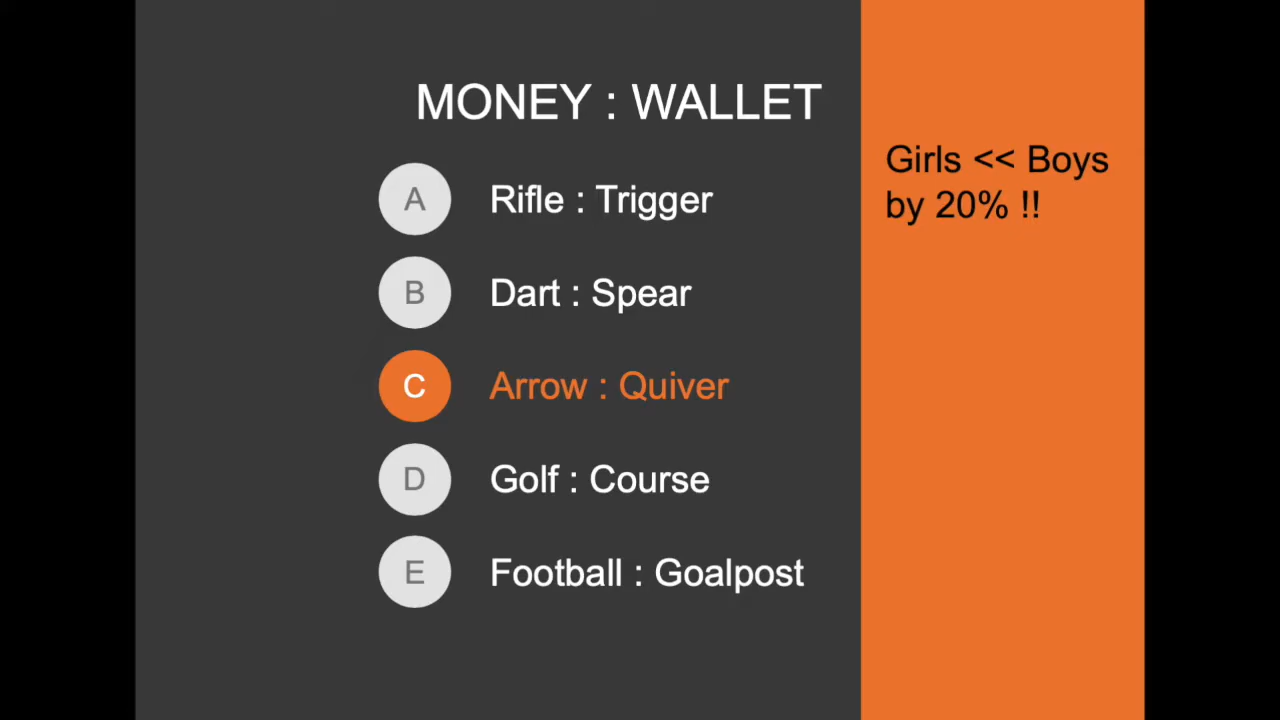 MONEY : WALLET
A Rifle : Trigger
B Dart : Spear
C Arrow : Quiver
D Golf : Course
E Football : Goalpost
Girls << Boys
by 20% !!